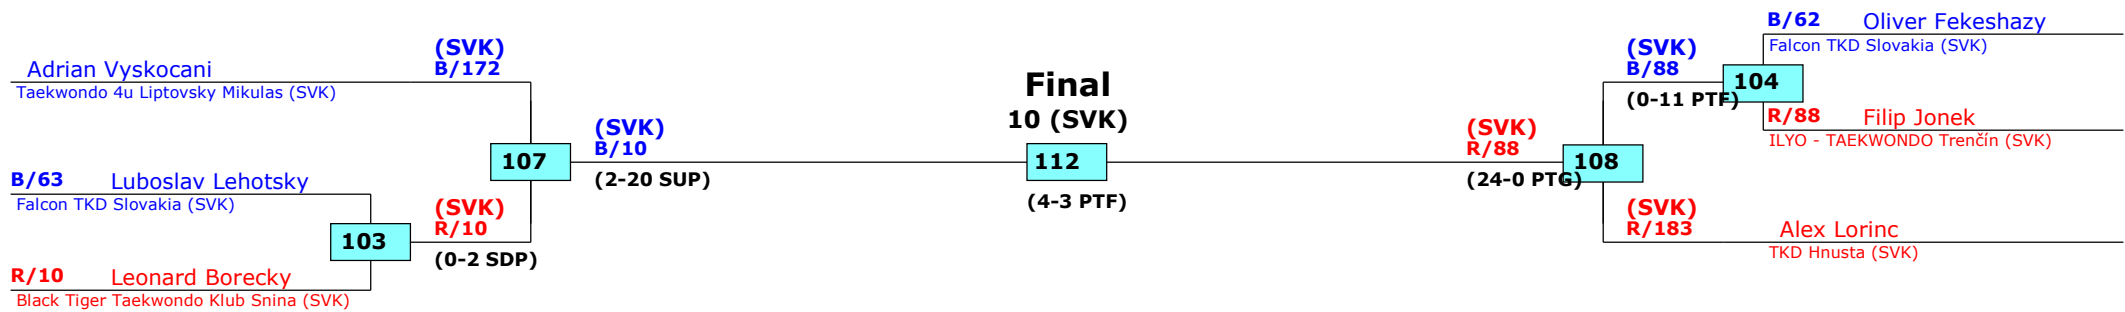 Adrian Vyskocani
Taekwondo 4u Liptovsky Mikulas (SVK)
(SVK)
B/172
B/63 Luboslav Lehotsky
Falcon TKD Slovakia (SVK)
103
R/10 Leonard Borecky
Black Tiger Taekwondo Klub Snina (SVK)
(SVK)
R/10
(0-2 SDP)
107
(SVK)
B/10
(2-20 SUP)
Final
10 (SVK)
112
(4-3 PTF)
(SVK)
R/88
(24-0 PTG)
108
(SVK)
B/88
(0-11 PTF)
104
B/62 Oliver Fekeshazy
Falcon TKD Slovakia (SVK)
R/88 Filip Jonek
ILYO - TAEKWONDO Trenčín (SVK)
(SVK)
R/183
Alex Lorinc
TKD Hnusta (SVK)